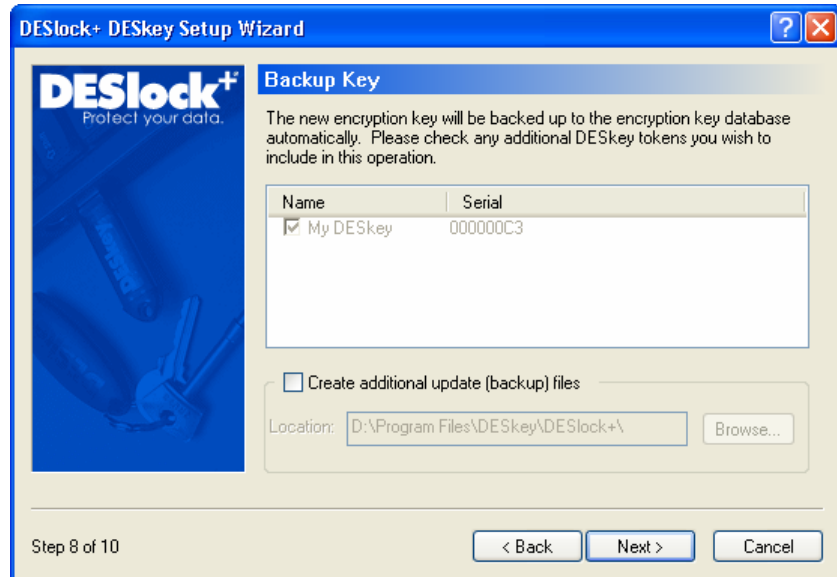 DESlock+ DESkey Setup Wizard
DESlock+
Protect your data.
Backup Key
The new encryption key will be backed up to the encryption key database
automatically. Please check any additional DESkey tokens you wish to
include in this operation.
Name Serial
My DESkey 000000C3
DESkey
Create additional update (backup) files
Location: D:\Program Files\DESkey\DESlock+\ Browse...
Step 8 of 10 < Back Next > Cancel